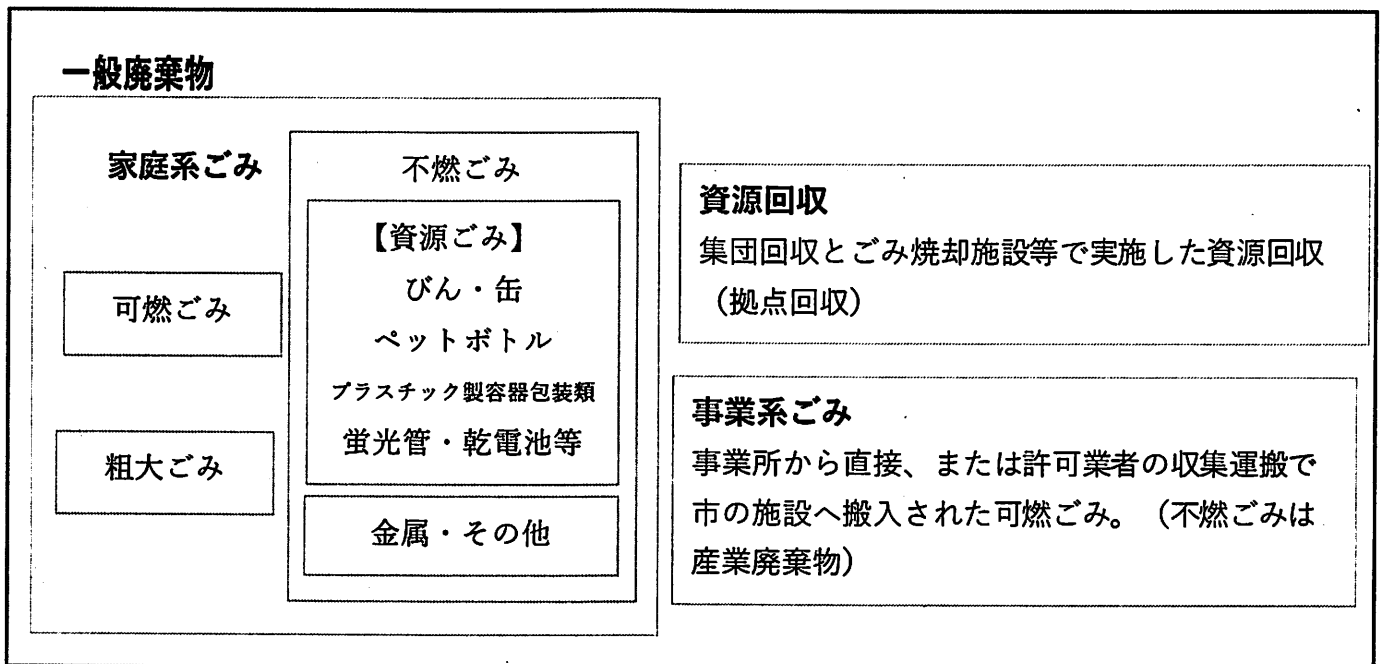 一般廃棄物
家庭系ごみ
可燃ごみ
粗大ごみ
不燃ごみ
【資源ごみ】
びん・缶
ペットボトル
プラスチック製容器包装類
蛍光管・乾電池等
金属・その他
資源回収
集団回収とごみ焼却施設等で実施した資源回収
（拠点回収）
事業系ごみ
事業所から直接、または許可業者の収集運搬で
市の施設へ搬入された可燃ごみ。（不燃ごみは
産業廃棄物）